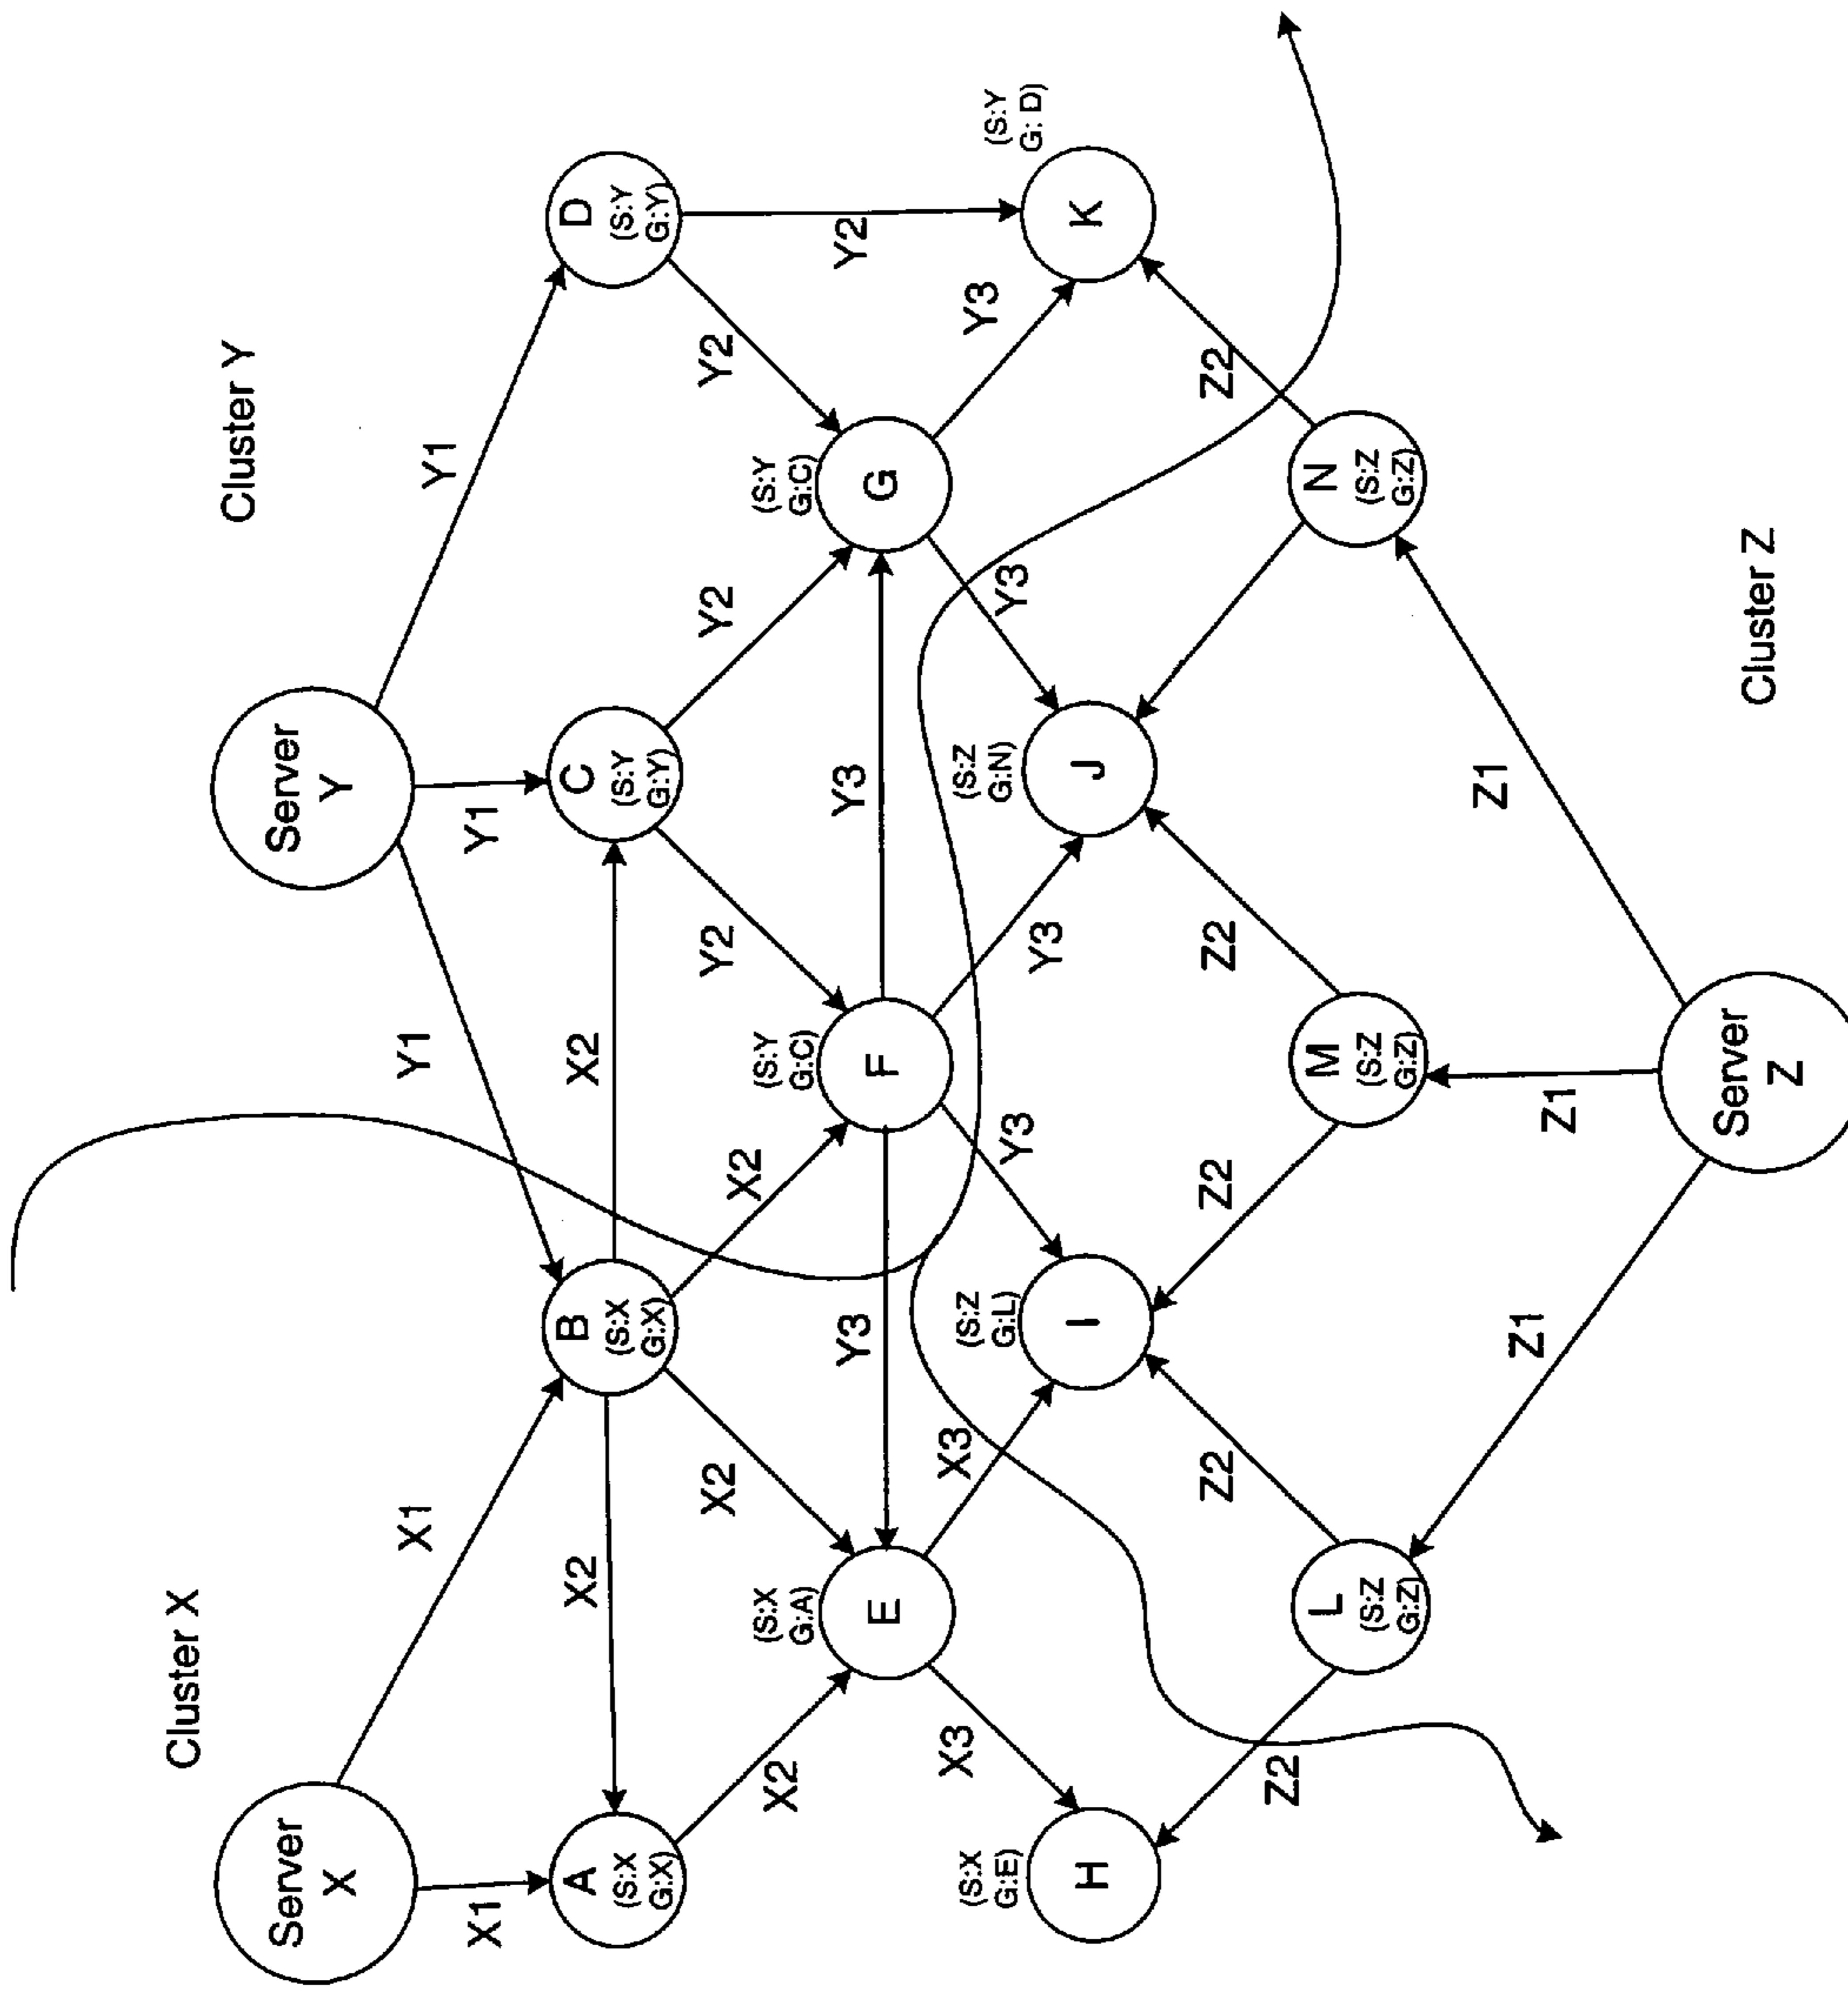 Cluster X
Cluster Y
Server
X
Server
Y
X1
Y1
Y1
X1
Y1
A
(S:X
G:X)
X2
B
(S:X
G:X)
X2
C
(S:Y
G:Y)
D
(S:Y
G:Y)
X2
X2
X2
Y2
Y2
Y2
(S:X
G:A)
E
Y3
(S:Y
G:C)
F
Y3
(S:Y
G:C)
G
Y2
X3
X3
Y3
Y3
Y3
Y3
(S:X
G:E)
H
(S:Z
G:L)
I
(S:Z
G:N)
J
(S:Y
G: D)
K
Z2
Z2
Z2
Z2
Z2
L
(S:Z
G:Z)
M
(S:Z
G:Z)
N
(S:Z
G:Z)
Z1
Z1
Z1
Server
Z
Cluster Z